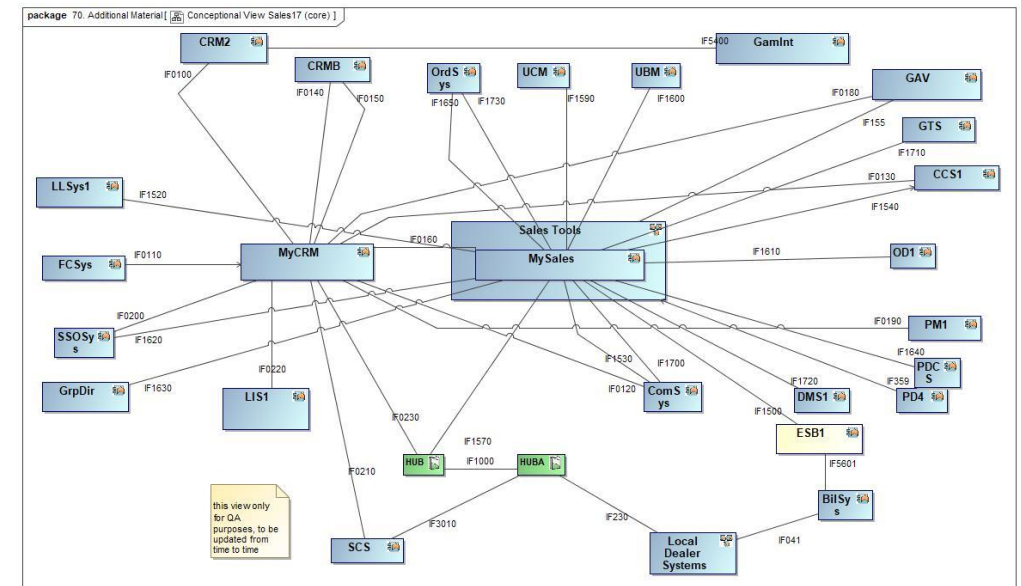 package 70. Additional Material[ Conceptional View Sales17 (core) ]
CRM2
IF5400
GamInt
IF0100
CRMB
IF0140
IF0150
OrdS
ys
IF1650
IF1730
UCM
IF1590
UBM
IF1600
GAV
IF0180
IF155
GTS
IF1710
IF0130
CCS1
IF1540
LLSys1
IF1520
Sales Tools
IF0160
MyCRM
MySales
IF1610
OD1
FCSys
IF0110
IF0200
SSOSy
s
IF1620
IF0190
PM1
IF1530
IF1700
IF1640
PDC
S
IF0220
GrpDir
IF1630
LIS1
IF0120
ComS
ys
IF1720
IF359
DMS1
PD4
IF0230
IF1500
ESB1
IF1570
HUB
IF1000
HUBA
IF5601
IF0210
this view only
for QA
purposes, to be
updated from
time to time
BilSy
s
IF3010
IF230
SCS
Local
Dealer
Systems
IF041